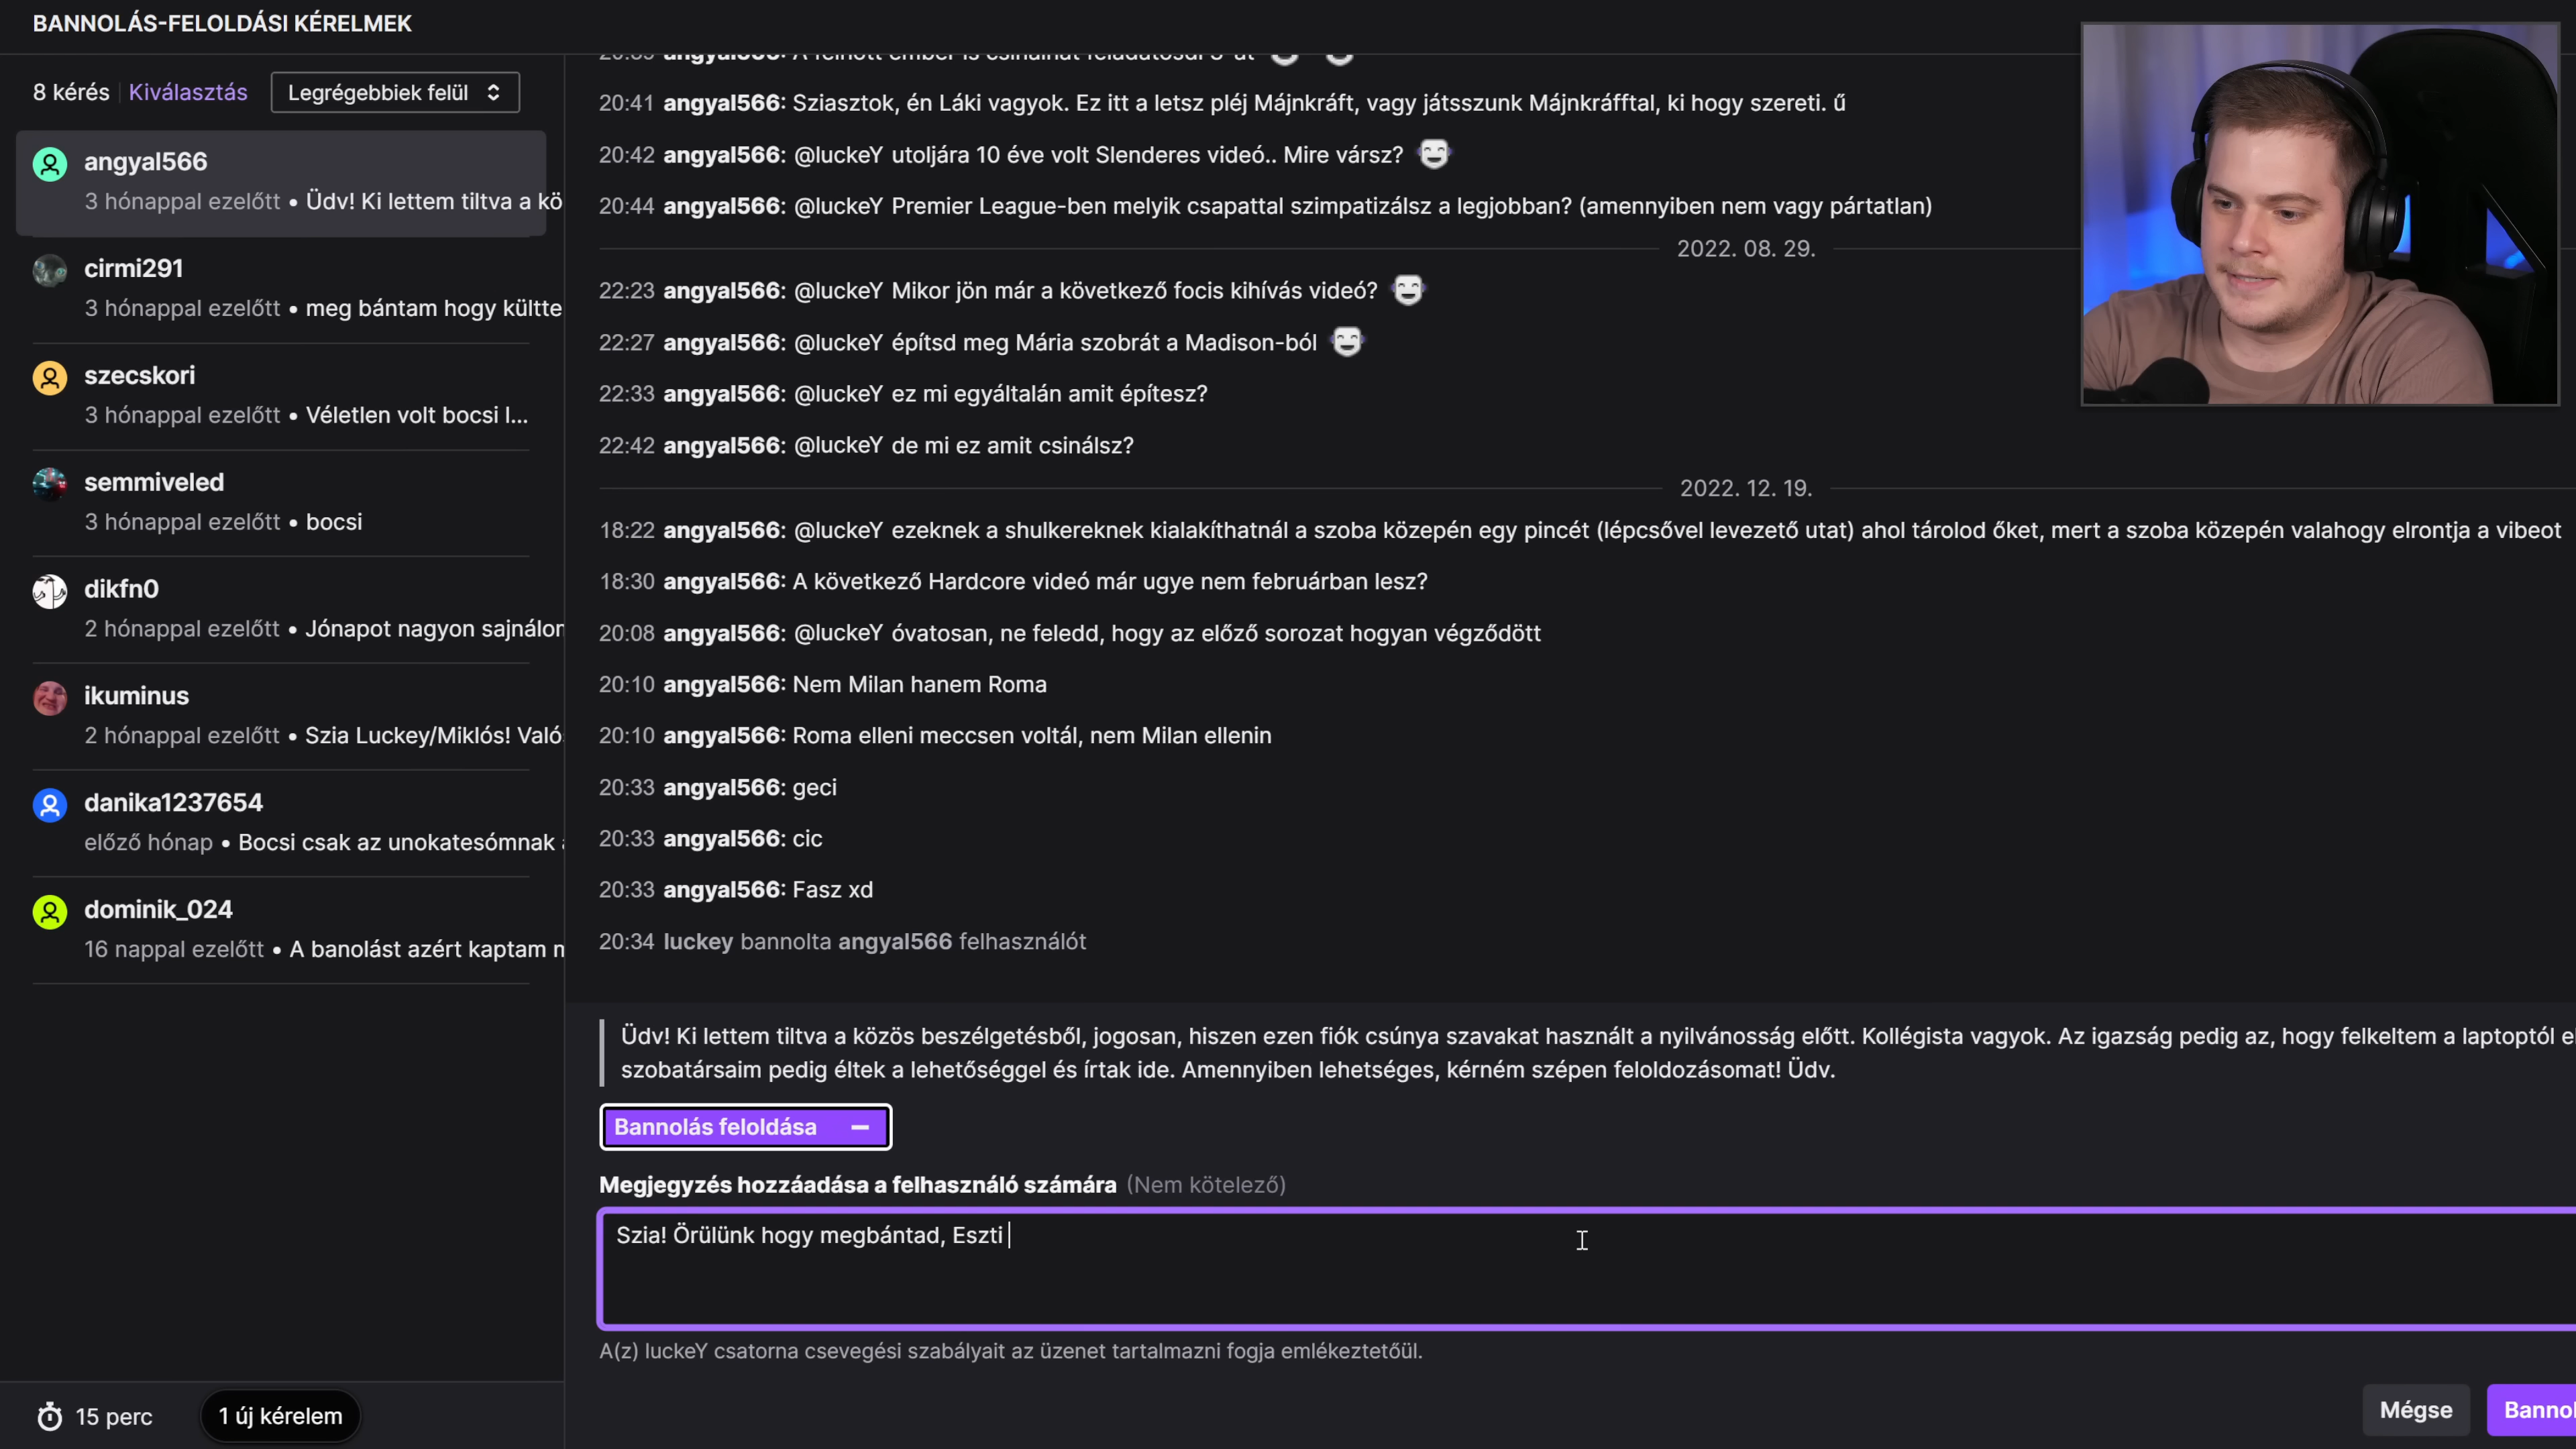 BANNOLÁS-FELOLDÁSI KÉRELMEK
8 kérés | Kiválasztás
Legrégebbiek felül
angyal566
3 hónappal ezelőtt • Üdv! Ki lettem tiltva a kö
cirmi291
3 hónappal ezelőtt • meg bántam hogy külte
szecskori
3 hónappal ezelőtt • Véletlen volt bocsi l...
semmiveled
3 hónappal ezelőtt • bocsi
dikfn0
2 hónappal ezelőtt • Jónapot nagyon sajnálom
ikuminus
2 hónappal ezelőtt • Szia Luckey/Miklós! Való
danika1237654
előző hónap • Bocsi csak az unokatesómnak
dominik_024
16 nappal ezelőtt • A banolást azért kaptam
15 perc
1 új kérelem
angyal566: A felnőtt ember is csinálhat feladatosdi
20:41 angyal566: Sziasztok, én Láki vagyok. Ez itt a letsz pléj Májnkráft, vagy játsszunk Májnkráfftal, ki hogy szereti. ű
20:42 angyal566: @luckeY utoljára 10 éve volt Slenderes videó.. Mire vársz?
20:44 angyal566: @luckeY Premier League-ben melyik csapattal szimpatizálsz a legjobban? (amennyiben nem vagy pártatlan)
2022. 08. 29.
22:23 angyal566: @luckeY Mikor jön már a következő focis kihívás videó?
22:27 angyal566: @luckeY építsd meg Mária szobrát a Madison-ból
22:33 angyal566: @luckeY ez mi egyáltalán amit építesz?
22:42 angyal566: @luckeY de mi ez amit csinálsz?
2022. 12. 19.
18:22 angyal566: @luckeY ezeknek a shulkereknek kialakíthatnál a szoba közepén egy pincét (lépcsővel levezető utat) ahol tárolod őket, mert a szoba közepén valahogy elrontja a vibeot
18:30 angyal566: A következő Hardcore videó már ugye nem februárban lesz?
20:08 angyal566: @luckeY óvatosan, ne feledd, hogy az előző sorozat hogyan végződött
20:10 angyal566: Nem Milan hanem Roma
20:10 angyal566: Roma elleni meccsen voltál, nem Milan ellenin
20:33 angyal566: geci
20:33 angyal566: cic
20:33 angyal566: Fasz xd
20:34 luckey bannolta angyal566 felhasználót
Üdv! Ki lettem tiltva a közös beszélgetésből, jogosan, hiszen ezen fiók csúnya szavakat használt a nyilvánosság előtt. Kollégista vagyok. Az igazság pedig az, hogy felkeltem a laptoptól
szobatársaim pedig éltek a lehetőséggel és írtak ide. Amennyiben lehetséges, kérném szépen feloldozásomat! Üdv.
Bannolás feloldása
Megjegyzés hozzáadása a felhasználó számára (Nem kötelező)
Szia! Örülünk hogy megbántad, Eszti
A(z) luckeY csatorna csevegési szabályait az üzenet tartalmazni fogja emlékeztetőül.
Mégse
Bannol